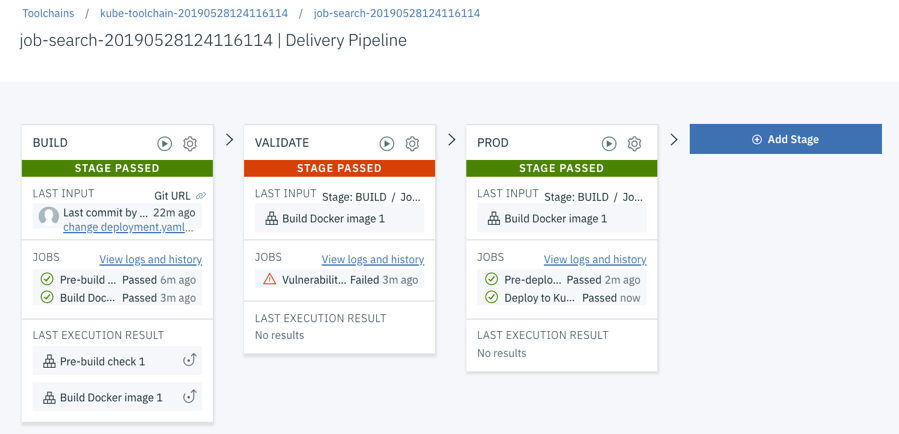 Toolchains / kube-toolchain-20190528124116114 / job-search-20190528124116114
job-search-20190528124116114 | Delivery Pipeline
BUILD
STAGE PASSED
LAST INPUT Git URL
Last commit by ... 22m ago
change deployment.yaml...
JOBS View logs and history
Pre-build ... Passed 6m ago
Build Doc... Passed 3m ago
LAST EXECUTION RESULT
Pre-build check 1
Build Docker image 1
VALIDATE
STAGE PASSED
LAST INPUT Stage: BUILD / Jo...
Build Docker image 1
JOBS View logs and history
Vulnerabilit... Failed 3m ago
LAST EXECUTION RESULT
No results
PROD
STAGE PASSED
LAST INPUT Stage: BUILD / Jo...
Build Docker image 1
JOBS View logs and history
Pre-deplo... Passed 2m ago
Deploy to Ku... Passed now
LAST EXECUTION RESULT
No results
Add Stage